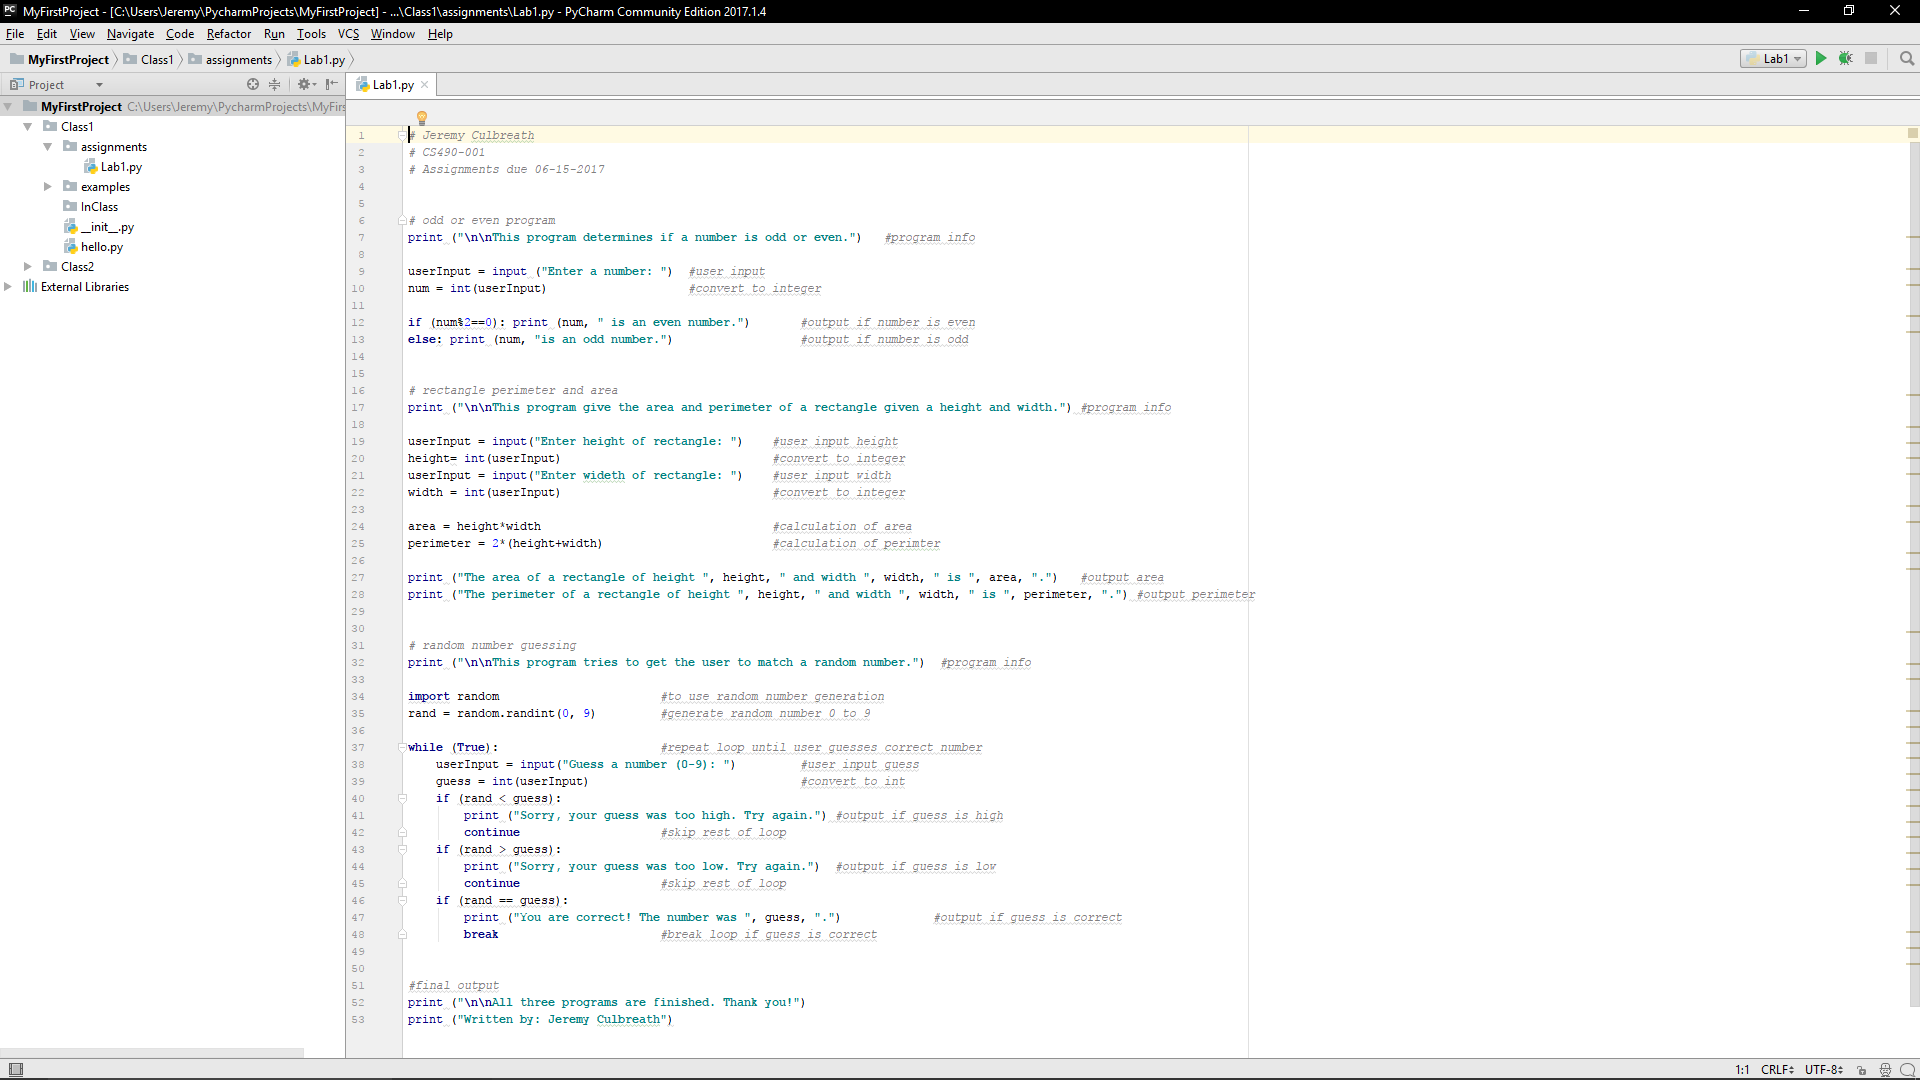 PC MyFirstProject - [C:\Users\Jeremy\PycharmProjects\MyFirstProject] - ...\Class1\assignments\Lab1.py - PyCharm Community Edition 2017.1.4
File Edit View Navigate Code Refactor Run Tools VCS Window Help
MyFirstProject Class1 assignments Lab1.py Lab1
Project Lab1.py
MyFirstProject C:\Users\Jeremy\PycharmProjects\MyFirs
Class1
assignments
Lab1.py
examples
InClass
__init__.py
hello.py
Class2
External Libraries
1 # Jeremy Culbreath
2 # CS490-001
3 # Assignments due 06-15-2017
4
5
6 # odd or even program
7 print ("\n\nThis program determines if a number is odd or even.") #program info
8
9 userInput = input ("Enter a number: ") #user input
10 num = int(userInput) #convert to integer
11
12 if (num%2==0): print (num, " is an even number.") #output if number is even
13 else: print (num, "is an odd number.") #output if number is odd
14
15
16 # rectangle perimeter and area
17 print ("\n\nThis program give the area and perimeter of a rectangle given a height and width.") #program info
18
19 userInput = input("Enter height of rectangle: ") #user input height
20 height= int(userInput) #convert to integer
21 userInput = input("Enter wideth of rectangle: ") #user input width
22 width = int(userInput) #convert to integer
23
24 area = height*width #calculation of area
25 perimeter = 2*(height+width) #calculation of perimter
26
27 print ("The area of a rectangle of height ", height, " and width ", width, " is ", area, ".") #output area
28 print ("The perimeter of a rectangle of height ", height, " and width ", width, " is ", perimeter, ".") #output perimeter
29
30
31 # random number guessing
32 print ("\n\nThis program tries to get the user to match a random number.") #program info
33
34 import random #to use random number generation
35 rand = random.randint(0, 9) #generate random number 0 to 9
36
37 while (True): #repeat loop until user guesses correct number
38 userInput = input("Guess a number (0-9): ") #user input guess
39 guess = int(userInput) #convert to int
40 if (rand < guess):
41 print ("Sorry, your guess was too high. Try again.") #output if guess is high
42 continue #skip rest of loop
43 if (rand > guess):
44 print ("Sorry, your guess was too low. Try again.") #output if guess is low
45 continue #skip rest of loop
46 if (rand == guess):
47 print ("You are correct! The number was ", guess, ".") #output if guess is correct
48 break #break loop if guess is correct
49
50
51 #final output
52 print ("\n\nAll three programs are finished. Thank you!")
53 print ("Written by: Jeremy Culbreath")
1:1 CRLF UTF-8